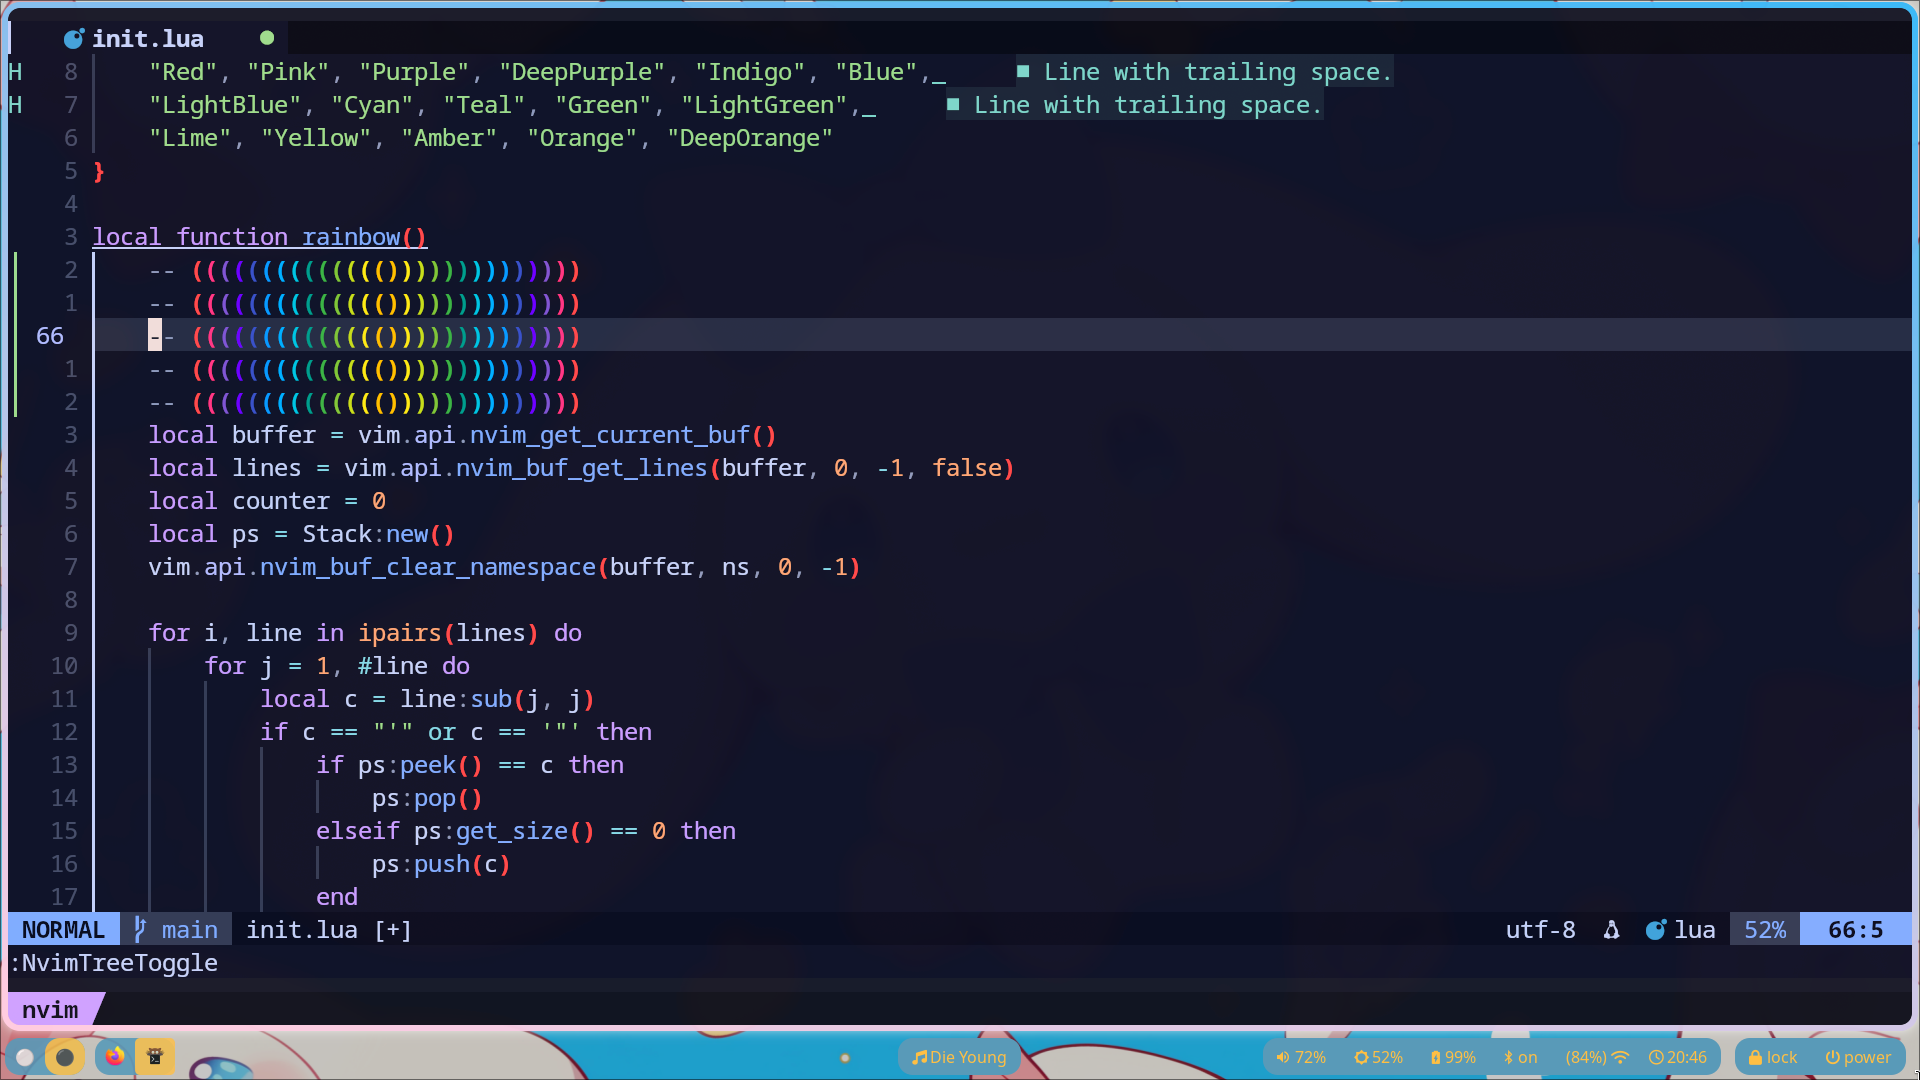 init.lua
H 8 "Red", "Pink", "Purple", "DeepPurple", "Indigo", "Blue",_ ■ Line with trailing space.
H 7 "LightBlue", "Cyan", "Teal", "Green", "LightGreen",_ ■ Line with trailing space.
6 "Lime", "Yellow", "Amber", "Orange", "DeepOrange"
5 }
4
3 local function rainbow()
2 -- (((((((((((((())))))))))))))
1 -- (((((((((((((())))))))))))))
66 -- (((((((((((((())))))))))))))
1 -- (((((((((((((())))))))))))))
2 -- (((((((((((((())))))))))))))
3 local buffer = vim.api.nvim_get_current_buf()
4 local lines = vim.api.nvim_buf_get_lines(buffer, 0, -1, false)
5 local counter = 0
6 local ps = Stack:new()
7 vim.api.nvim_buf_clear_namespace(buffer, ns, 0, -1)
8
9 for i, line in ipairs(lines) do
10 for j = 1, #line do
11 local c = line:sub(j, j)
12 if c == "'" or c == '"' then
13 if ps:peek() == c then
14 ps:pop()
15 elseif ps:get_size() == 0 then
16 ps:push(c)
17 end
NORMAL main init.lua [+] utf-8 lua 52% 66:5
:NvimTreeToggle
nvim
Die Young 72% 52% 99% on (84%) 20:46 lock power